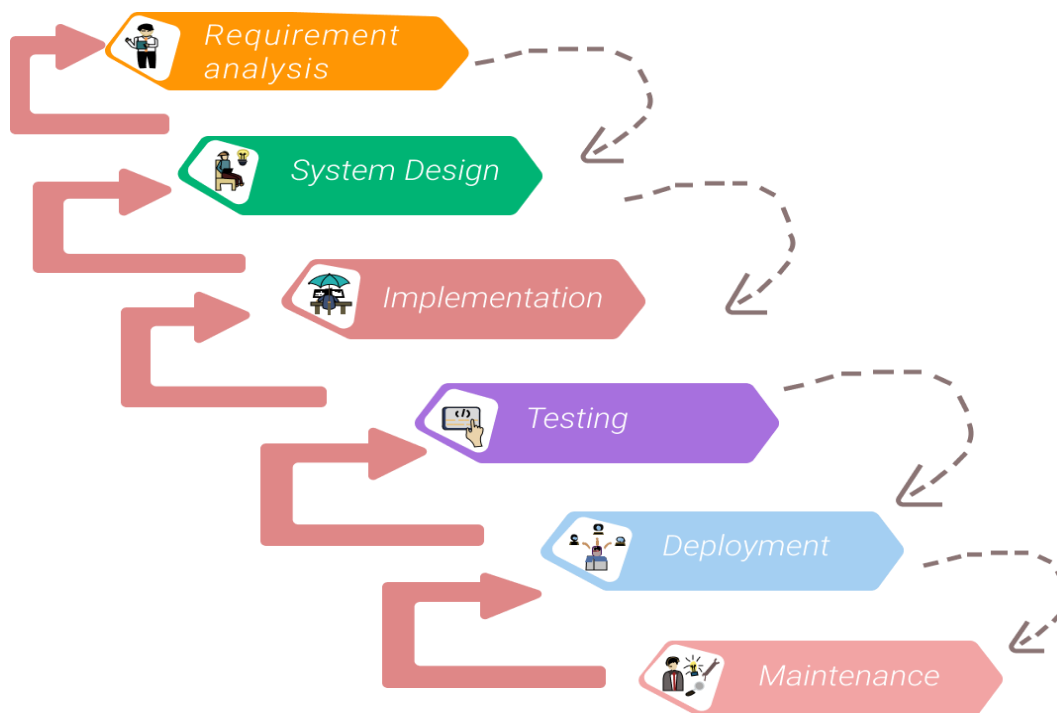 Requirement
analysis
System Design
Implementation
</>
Testing
Deployment
Maintenance